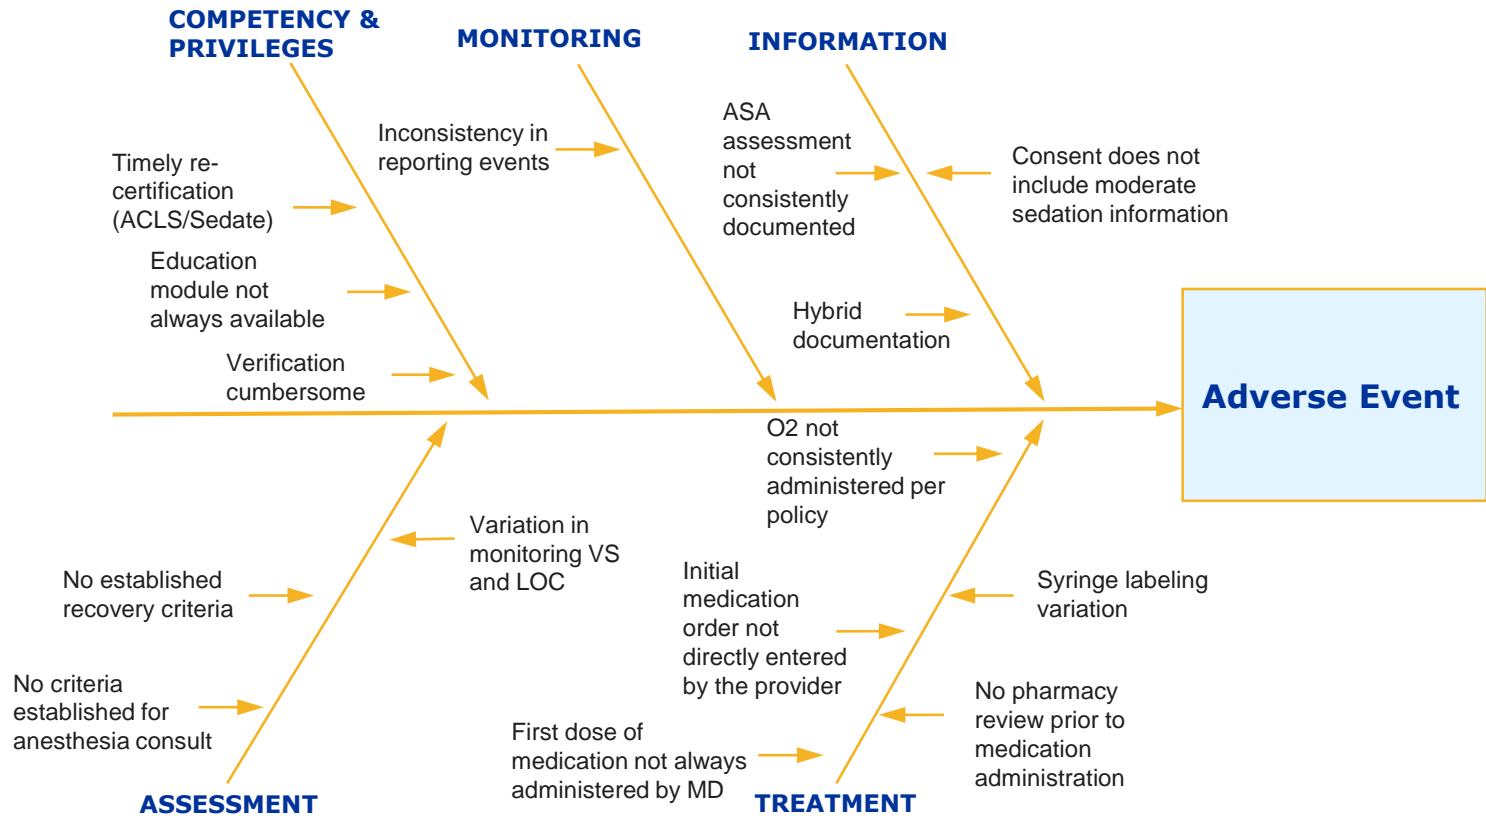 COMPETENCY &
PRIVILEGES
MONITORING
INFORMATION
Timely re-
certification
(ACLS/Sedate)
Education
module not
always available
Verification
cumbersome
Inconsistency in
reporting events
ASA
assessment
not
consistently
documented
Consent does not
include moderate
sedation information
Hybrid
documentation
Adverse Event
O2 not
consistently
administered per
policy
Variation in
monitoring VS
and LOC
No established
recovery criteria
No criteria
established for
anesthesia consult
Initial
medication
order not
directly entered
by the provider
Syringe labeling
variation
No pharmacy
review prior to
medication
administration
First dose of
medication not always
administered by MD
ASSESSMENT
TREATMENT